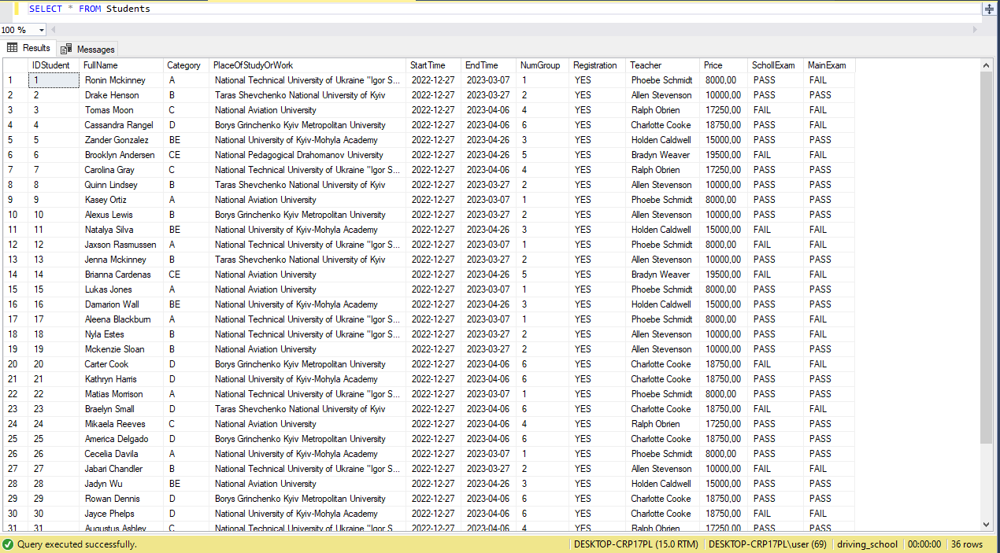 SELECT * FROM Students
100 %
Results Messages
IDStudent FullName Category PlaceOfStudyOrWork StartTime EndTime NumGroup Registration Teacher Price SchollExam MainExam
1 1 Ronin Mckinney A National Technical University of Ukraine "Igor S... 2022-12-27 2023-03-07 1 YES Phoebe Schmidt 8000,00 PASS FAIL
2 2 Drake Henson B Taras Shevchenko National University of Kyiv 2022-12-27 2023-03-27 2 YES Allen Stevenson 10000,00 PASS PASS
3 3 Tomas Moon C National Aviation University 2022-12-27 2023-04-06 4 YES Ralph Obrien 17250,00 FAIL FAIL
4 4 Cassandra Rangel D Borys Grinchenko Kyiv Metropolitan University 2022-12-27 2023-04-06 6 YES Charlotte Cooke 18750,00 PASS FAIL
5 5 Zander Gonzalez BE National University of Kyiv-Mohyla Academy 2022-12-27 2023-04-26 3 YES Holden Caldwell 15000,00 PASS PASS
6 6 Brooklyn Andersen CE National Pedagogical Drahomanov University 2022-12-27 2023-04-26 5 YES Bradyn Weaver 19500,00 FAIL FAIL
7 7 Carolina Gray C National Technical University of Ukraine "Igor S... 2022-12-27 2023-04-06 4 YES Ralph Obrien 17250,00 PASS PASS
8 8 Quinn Lindsey B Taras Shevchenko National University of Kyiv 2022-12-27 2023-03-27 2 YES Allen Stevenson 10000,00 PASS PASS
9 9 Kasey Ortiz A National Aviation University 2022-12-27 2023-03-07 1 YES Phoebe Schmidt 8000,00 PASS PASS
10 10 Alexus Lewis B Borys Grinchenko Kyiv Metropolitan University 2022-12-27 2023-03-27 2 YES Allen Stevenson 10000,00 PASS PASS
11 11 Natalya Silva BE National University of Kyiv-Mohyla Academy 2022-12-27 2023-04-26 3 YES Holden Caldwell 15000,00 FAIL FAIL
12 12 Jaxson Rasmussen A National Technical University of Ukraine "Igor S... 2022-12-27 2023-03-07 1 YES Phoebe Schmidt 8000,00 FAIL FAIL
13 13 Jenna Mckinney B Taras Shevchenko National University of Kyiv 2022-12-27 2023-03-27 2 YES Allen Stevenson 10000,00 PASS PASS
14 14 Brianna Cardenas CE National Aviation University 2022-12-27 2023-04-26 5 YES Bradyn Weaver 19500,00 FAIL FAIL
15 15 Lukas Jones A National Aviation University 2022-12-27 2023-03-07 1 YES Phoebe Schmidt 8000,00 PASS PASS
16 16 Damarion Wall BE National University of Kyiv-Mohyla Academy 2022-12-27 2023-04-26 3 YES Holden Caldwell 15000,00 PASS PASS
17 17 Aleena Blackburn A National Technical University of Ukraine "Igor S... 2022-12-27 2023-03-07 1 YES Phoebe Schmidt 8000,00 PASS FAIL
18 18 Nyla Estes B National Technical University of Ukraine "Igor S... 2022-12-27 2023-03-27 2 YES Allen Stevenson 10000,00 PASS FAIL
19 19 Mckenzie Sloan B National Aviation University 2022-12-27 2023-03-27 2 YES Allen Stevenson 10000,00 PASS PASS
20 20 Carter Cook D Borys Grinchenko Kyiv Metropolitan University 2022-12-27 2023-04-06 6 YES Charlotte Cooke 18750,00 FAIL FAIL
21 21 Kathryn Harris D National University of Kyiv-Mohyla Academy 2022-12-27 2023-04-06 6 YES Charlotte Cooke 18750,00 PASS PASS
22 22 Matias Morrison A National Technical University of Ukraine "Igor S... 2022-12-27 2023-03-07 1 YES Phoebe Schmidt 8000,00 PASS PASS
23 23 Braelyn Small D Taras Shevchenko National University of Kyiv 2022-12-27 2023-04-06 6 YES Charlotte Cooke 18750,00 FAIL FAIL
24 24 Mikaela Reeves C National Aviation University 2022-12-27 2023-04-06 4 YES Ralph Obrien 17250,00 PASS PASS
25 25 America Delgado D Borys Grinchenko Kyiv Metropolitan University 2022-12-27 2023-04-06 6 YES Charlotte Cooke 18750,00 PASS PASS
26 26 Cecelia Davila A National University of Kyiv-Mohyla Academy 2022-12-27 2023-03-07 1 YES Phoebe Schmidt 8000,00 PASS PASS
27 27 Jabari Chandler B National Technical University of Ukraine "Igor S... 2022-12-27 2023-03-27 2 YES Allen Stevenson 10000,00 FAIL FAIL
28 28 Jadyn Wu BE National Aviation University 2022-12-27 2023-04-26 3 YES Holden Caldwell 15000,00 PASS PASS
29 29 Rowan Dennis D Borys Grinchenko Kyiv Metropolitan University 2022-12-27 2023-04-06 6 YES Charlotte Cooke 18750,00 PASS PASS
30 30 Jayce Phelps D National University of Kyiv-Mohyla Academy 2022-12-27 2023-04-06 6 YES Charlotte Cooke 18750,00 FAIL FAIL
31 31 Augustus Ashley C National Technical University of Ukraine "Igor S... 2022-12-27 2023-04-06 4 YES Ralph Obrien 17250,00 PASS PASS
Query executed successfully. DESKTOP-CRP17PL (15.0 RTM) DESKTOP-CRP17PL\user (69) driving_school 00:00:00 36 rows